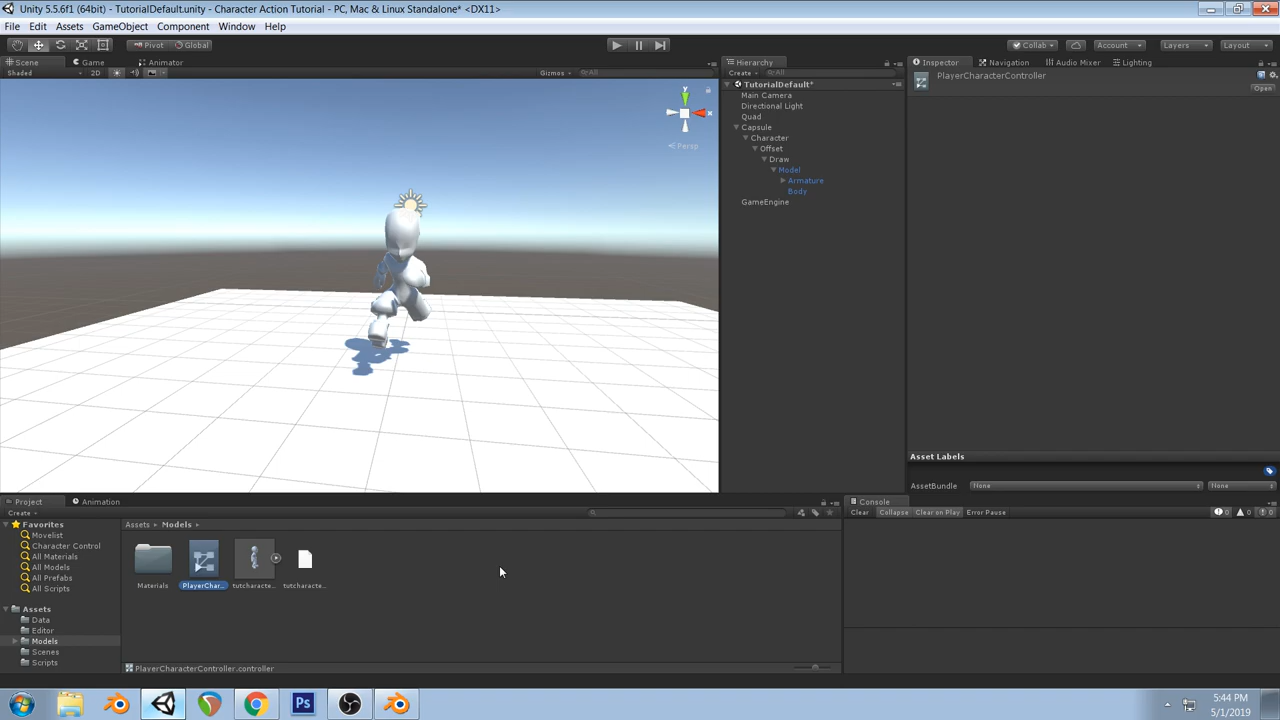 Unity 5.5.6f1 (64bit) - TutorialDefault.unity - Character Action Tutorial - PC, Mac & Linux Standalone* <DX11>
File Edit Assets GameObject Component Window Help
Pivot Global Collab Account Layers Layout
Scene Game Animator
Shaded 2D Gizmos All
y
x
Persp
Hierarchy
Create All
TutorialDefault*
Main Camera
Directional Light
Quad
Capsule
Character
Offset
Draw
Model
Armature
Body
GameEngine
Inspector Navigation Audio Mixer Lighting
PlayerCharacterController
Open
Asset Labels
AssetBundle None None
Project Animation
Create
Favorites
Movelist
Character Control
All Materials
All Models
All Prefabs
All Scripts
Assets
Data
Editor
Models
Scenes
Scripts
Assets Models
Materials PlayerChar... tutcharacte... tutcharacte...
PlayerCharacterController.controller
Console
Clear Collapse Clear on Play Error Pause 0 0 0
Ps
5:44 PM
5/1/2019